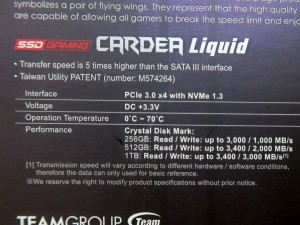 symbolizes a pair of flying wings. They represent that the high quality
are capable of allowing all gamers to break the speed limit and enjoy
SSD GAMING CARDEA Liquid
• Transfer speed is 5 times higher than the SATA III interface
• Taiwan Utility PATENT (number: M574264)
Interface PCIe 3.0 x4 with NVMe 1.3
Voltage DC +3.3V
Operation Temperature 0˚C ~ 70˚C
Performance Crystal Disk Mark:
256GB: Read / Write: up to 3,000 / 1,000 MB/s
512GB: Read / Write: up to 3,400 / 2,000 MB/s
1TB: Read / Write: up to 3,400 / 3,000 MB/s[1]
[1] Transmission speed will vary according to different hardware / software conditions,
therefore the data can only used for basic reference.
※We reserve the right to modify product specifications without prior notice.
TEAMGROUP Team